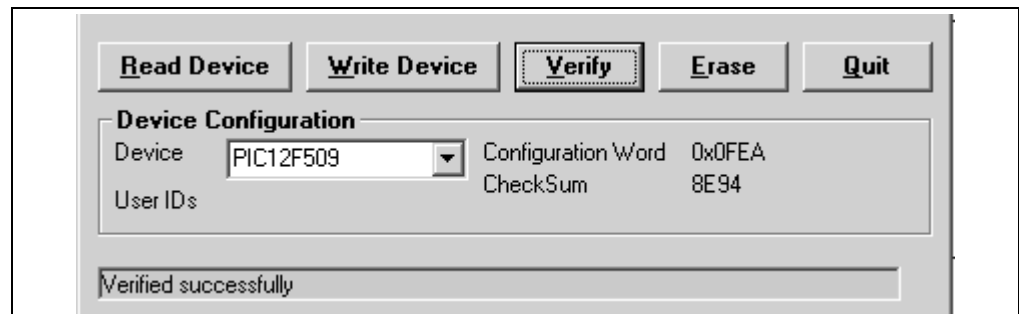 Read Device Write Device Verify Erase Quit
Device Configuration
Device PIC12F509 Configuration Word 0x0FEA
CheckSum 8E94
User IDs
Verified successfully